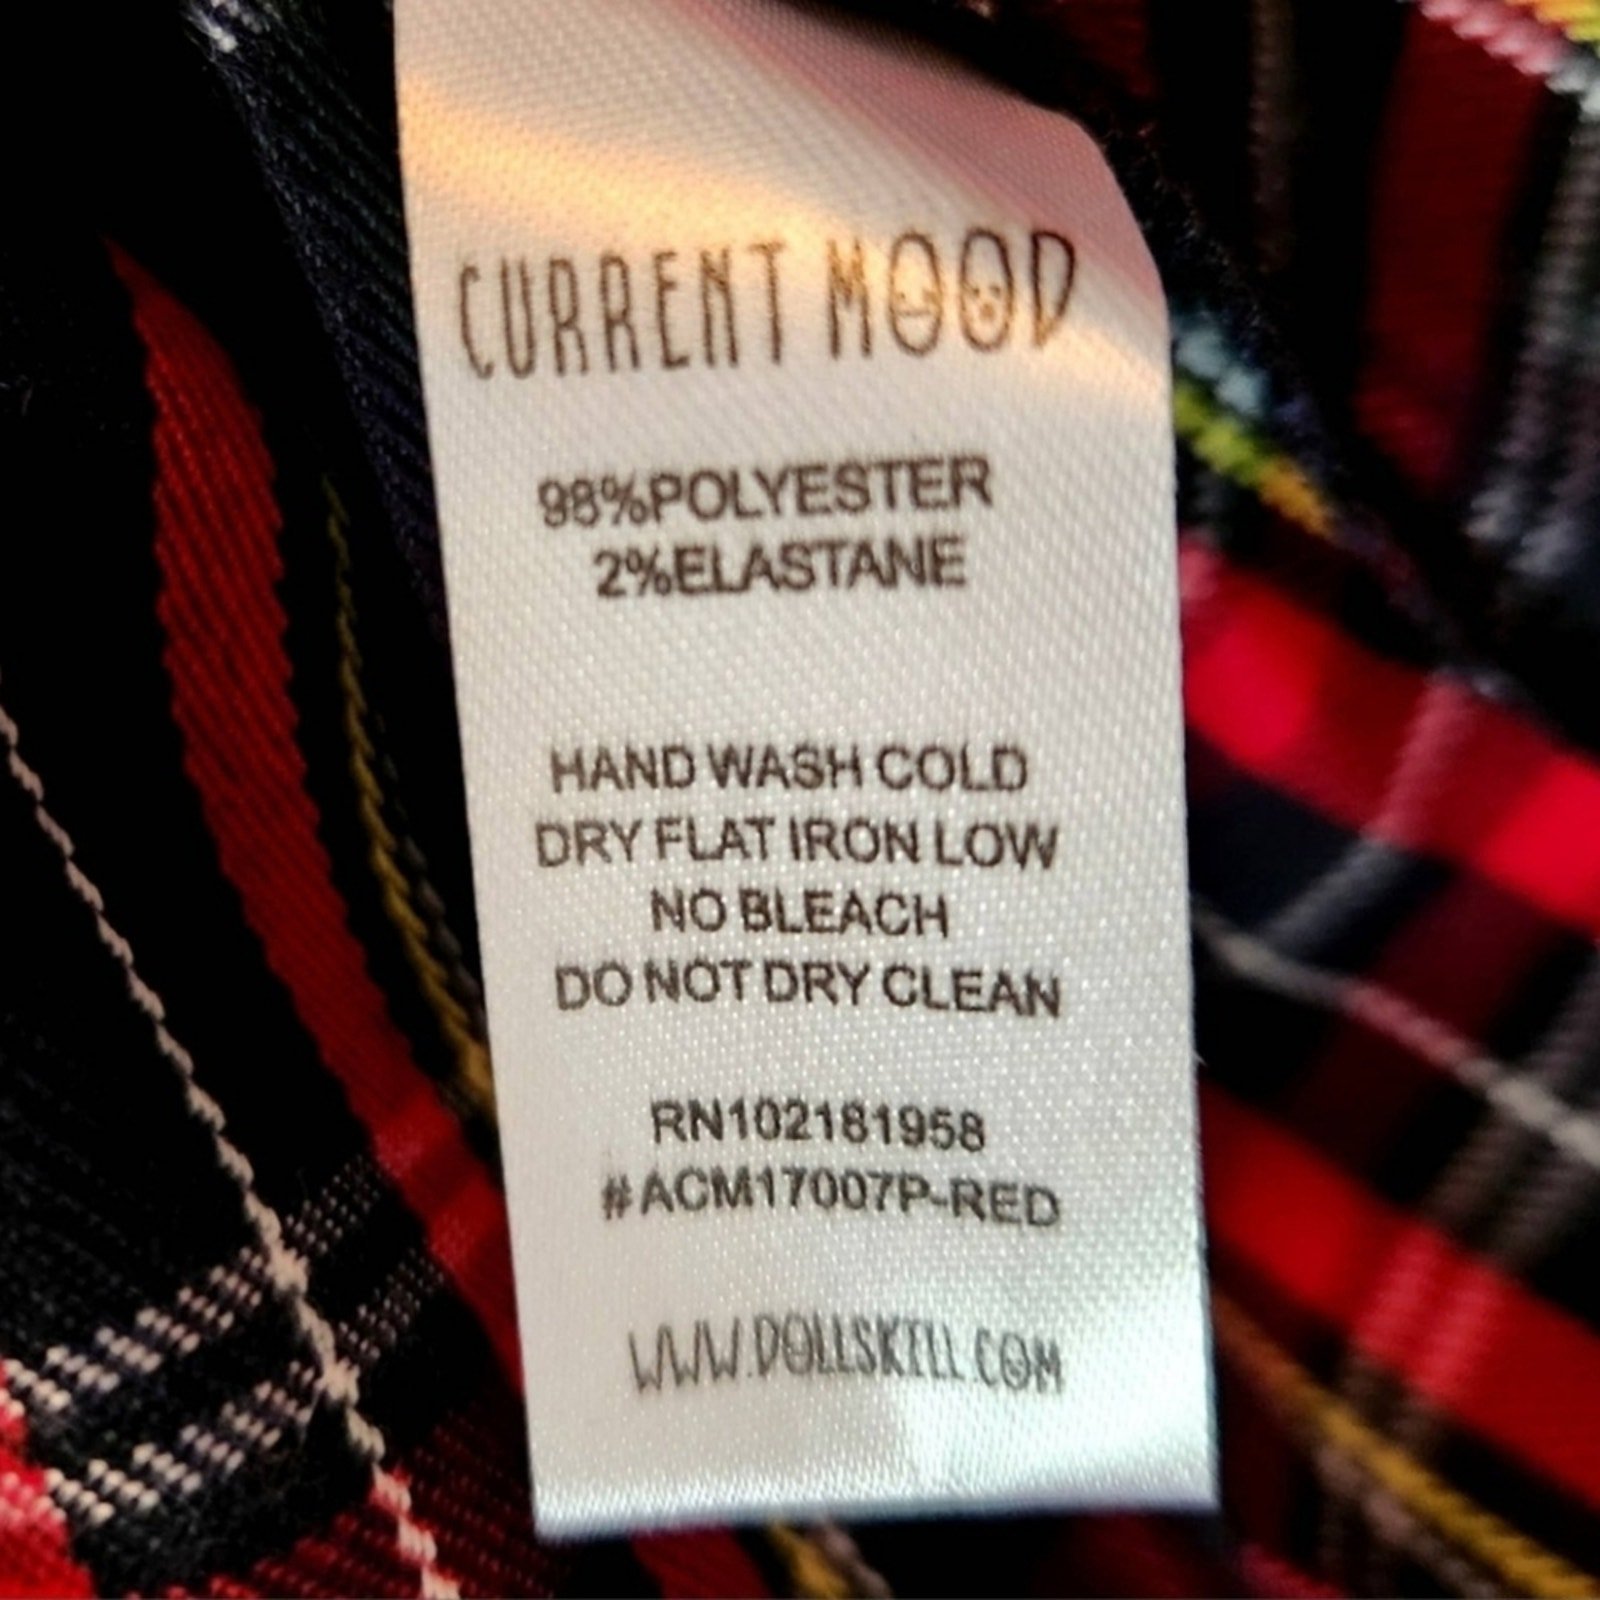 CURRENT MOOD
98%POLYESTER
2%ELASTANE
HAND WASH COLD
DRY FLAT IRON LOW
NO BLEACH
DO NOT DRY CLEAN
RN102181958
#ACM17007P-RED
WWW.DOLLSKILL.COM